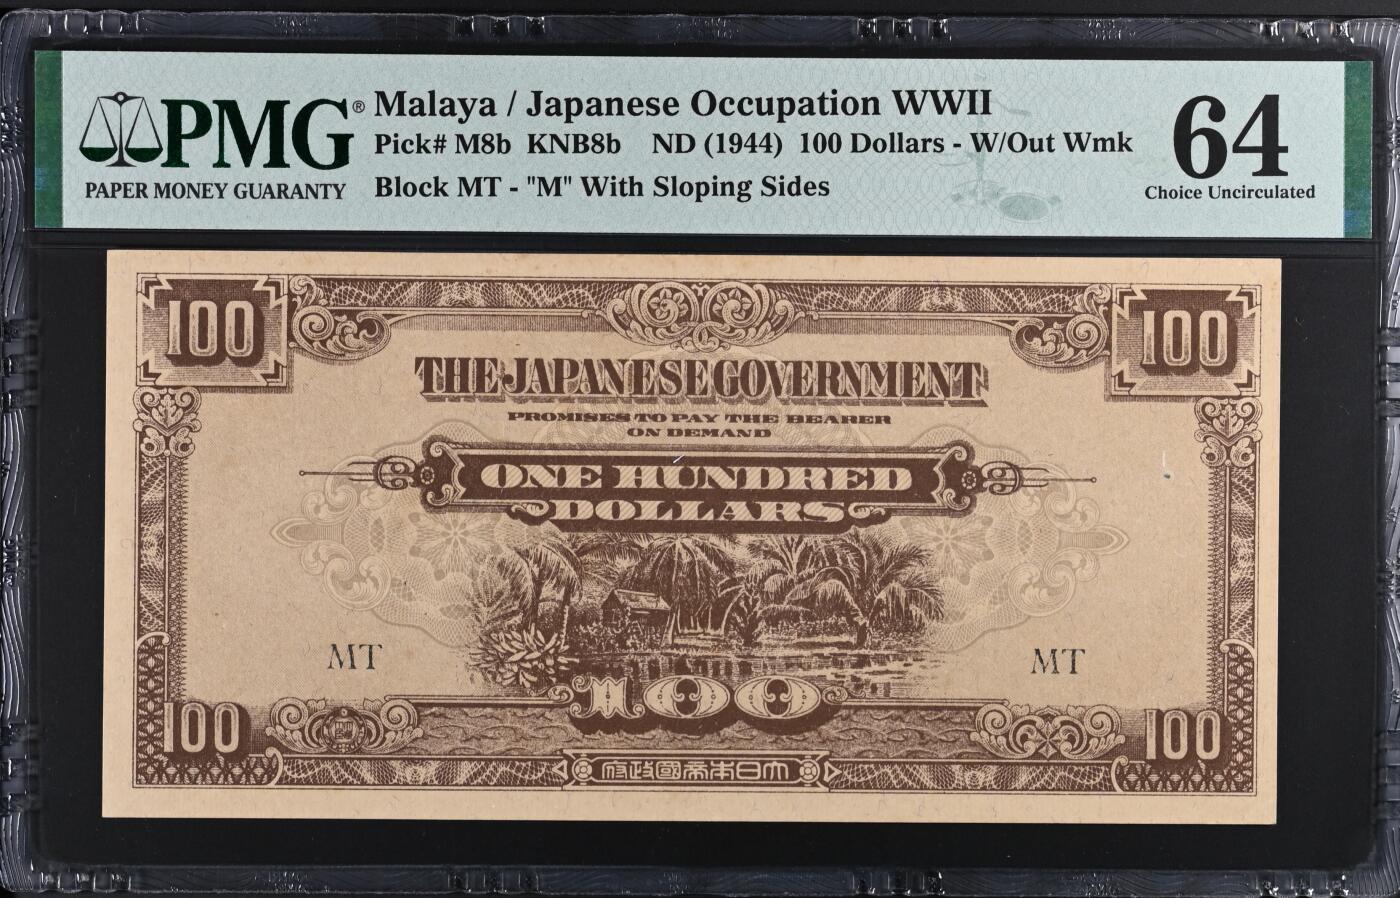 PMG®
PAPER MONEY GUARANTY
Malaya / Japanese Occupation WWII
Pick# M8b KNB8b ND (1944) 100 Dollars - W/Out Wmk
Block MT - "M" With Sloping Sides
64
Choice Uncirculated
100
100
THE JAPANESE GOVERNMENT
PROMISES TO PAY THE BEARER
ON DEMAND
ONE HUNDRED
DOLLARS
MT
MT
100
100
100
府政國帝本日大